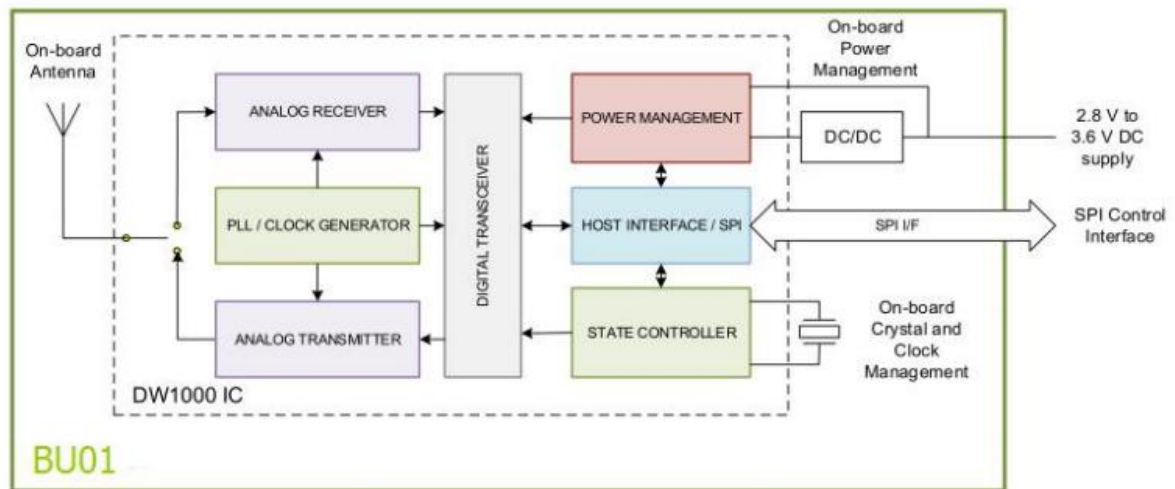 On-board
Antenna
ANALOG RECEIVER
PLL / CLOCK GENERATOR
ANALOG TRANSMITTER
DIGITAL TRANSCEIVER
POWER MANAGEMENT
HOST INTERFACE / SPI
STATE CONTROLLER
On-board
Power
Management
DC/DC
2.8 V to
3.6 V DC
supply
SPI I/F
SPI Control
Interface
On-board
Crystal and
Clock
Management
DW1000 IC
BU01